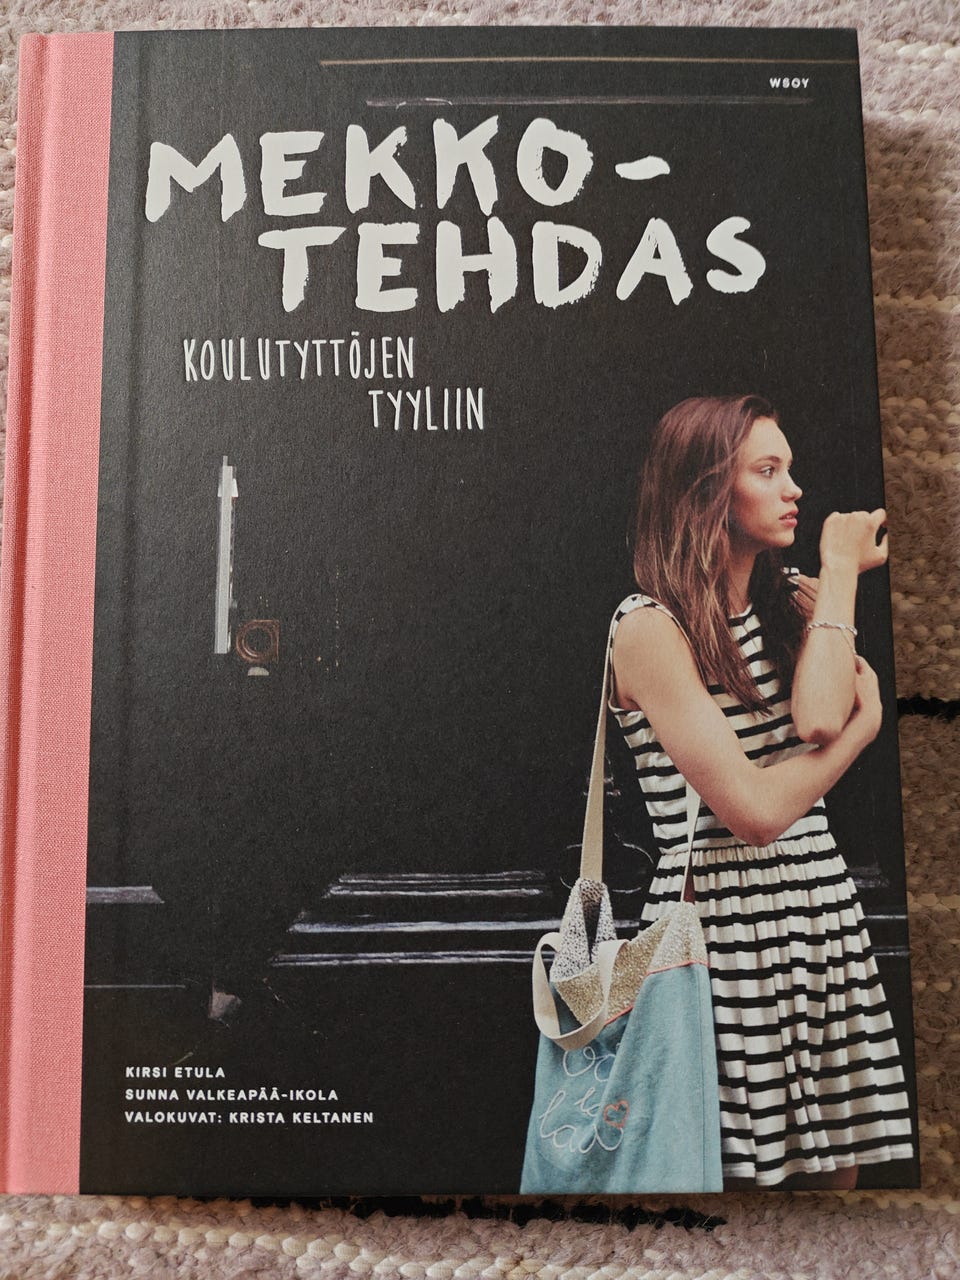 WSOY
MEKKO-
TEHDAS
KOULUTYTTÖJEN
TYYLIIN
KIRSI ETULA
SUNNA VALKEAPÄÄ-IKOLA
VALOKUVAT: KRISTA KELTANEN